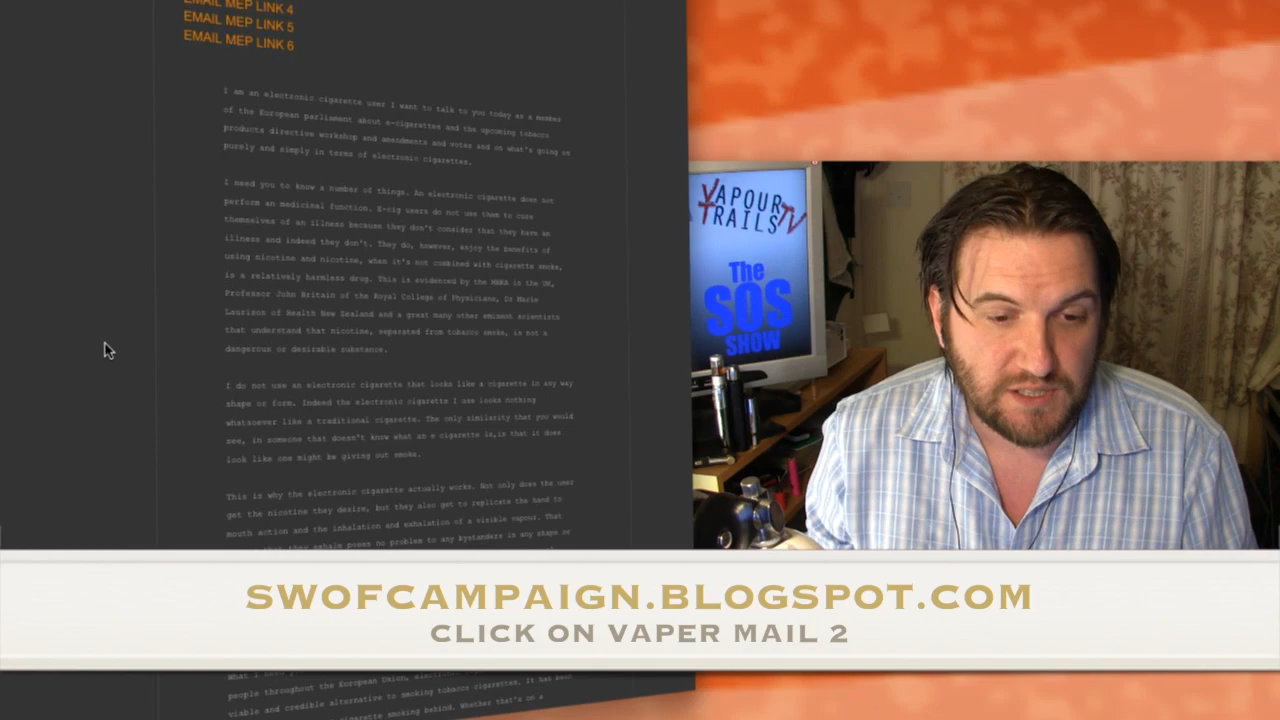 EMAIL MEP LINK 4
EMAIL MEP LINK 5
EMAIL MEP LINK 6
I am an electronic cigarette user I want to talk to you today as a member
of the European parliament about e-cigarettes and the upcoming tobacco
products directive workshop and amendments and votes and on what's going on
purely and simply in terms of electronic cigarettes.
I need you to know a number of things. An electronic cigarette does not
perform an medicinal function. E-cig users do not use them to cure
themselves of an illness because they don't consider that they have an
illness and indeed they don't. They do, however, enjoy the benefits of
using nicotine and nicotine, when it's not combined with cigarette smoke,
is a relatively harmless drug. This is evidenced by the MHRA is the UK,
Professor John Britain of the Royal College of Physicians, Dr Marie
Laurizon of Health New Zealand and a great many other eminent scientists
that understand that nicotine, separated from tobacco smoke, is not a
dangerous or desirable substance.
I do not use an electronic cigarette that looks like a cigarette in any way
shape or form. Indeed the electronic cigarette I use looks nothing
whatsoever like a traditional cigarette. The only similarity that you would
see, in someone that doesn't know what an e cigarette is,is that it does
look like one might be giving out smoke.
This is why the electronic cigarette actually works. Not only does the user
get the nicotine they desire, but they also get to replicate the hand to
mouth action and the inhalation and exhalation of a visible vapour. That
that they exhale poses no problem to any bystanders in any shape or
VAPOUR
TRAILS TV
The
SOS
SHOW
SWOFCAMPAIGN.BLOGSPOT.COM
CLICK ON VAPER MAIL 2
What I need
people throughout the European Union,
viable and credible alternative to smoking tobacco cigarettes. It has been
cigarette smoking behind. Whether that's on a